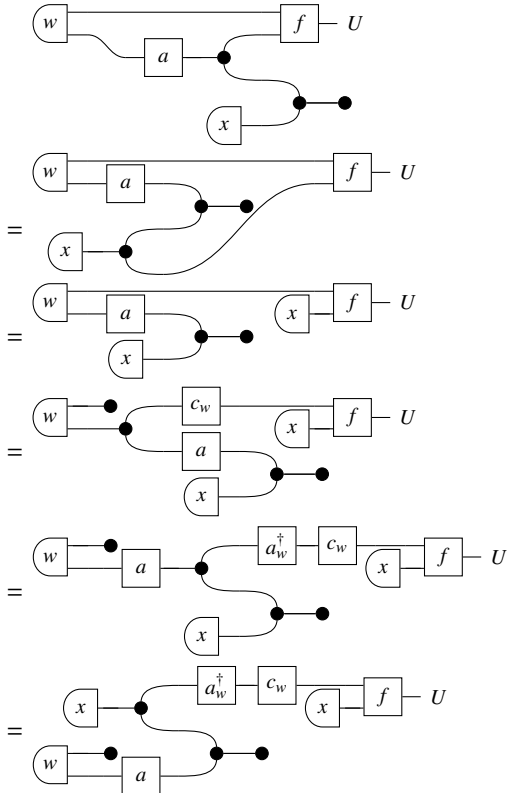 w f U
a
x
w a f U
= x
w a x f U
= x
w c_w x f U
= a
x
w a a_w^† c_w x f U
= x
x a_w^† c_w x f U
= w a